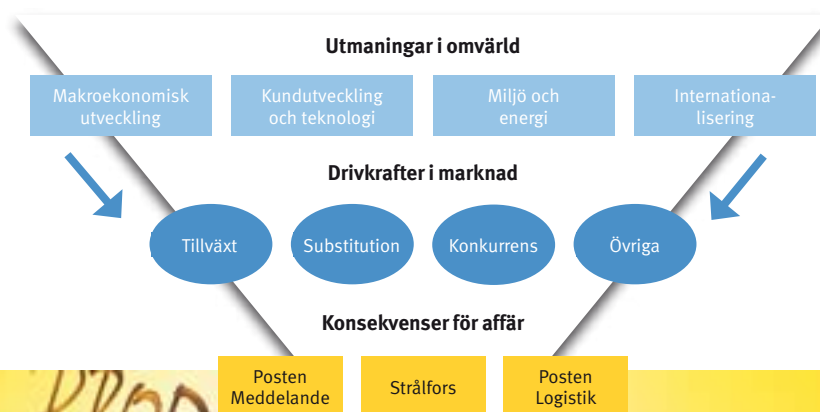 Utmaningar i omvärld
Makroekonomisk
utveckling
Kundutveckling
och teknologi
Miljö och
energi
Internationa-
lisering
Drivkrafter i marknad
Tillväxt
Substitution
Konkurrens
Övriga
Konsekvenser för affär
Posten
Meddelande
Strålfors
Posten
Logistik